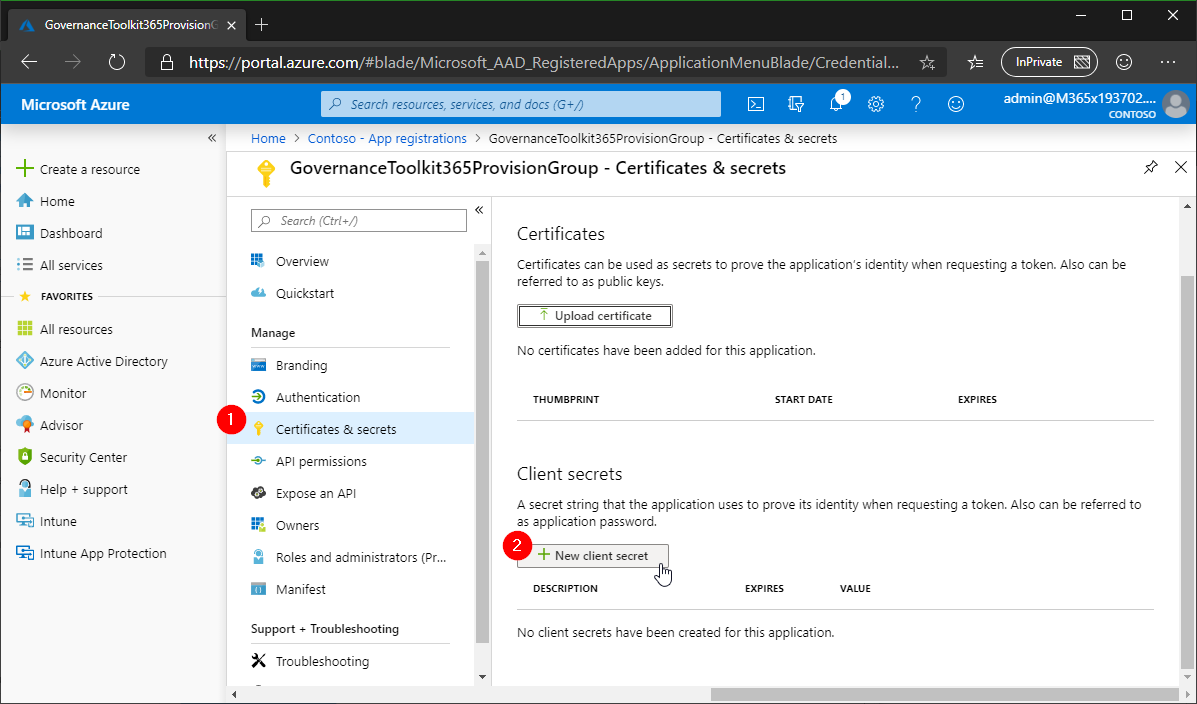 GovernanceToolkit365ProvisionG
https://portal.azure.com/#blade/Microsoft_AAD_RegisteredApps/ApplicationMenuBlade/Credential...
InPrivate
Microsoft Azure
Search resources, services, and docs (G+/)
1
admin@M365x193702....
CONTOSO
Create a resource
Home
Dashboard
All services
FAVORITES
All resources
Azure Active Directory
Monitor
Advisor
Security Center
Help + support
Intune
Intune App Protection
Home > Contoso - App registrations > GovernanceToolkit365ProvisionGroup - Certificates & secrets
GovernanceToolkit365ProvisionGroup - Certificates & secrets
Search (Ctrl+/)
Overview
Quickstart
Manage
Branding
Authentication
1
Certificates & secrets
API permissions
Expose an API
Owners
Roles and administrators (Pr...
Manifest
Support + Troubleshooting
Troubleshooting
Certificates
Certificates can be used as secrets to prove the application's identity when requesting a token. Also can be
referred to as public keys.
Upload certificate
No certificates have been added for this application.
THUMBPRINT START DATE EXPIRES
Client secrets
A secret string that the application uses to prove its identity when requesting a token. Also can be referred to
as application password.
2
New client secret
DESCRIPTION EXPIRES VALUE
No client secrets have been created for this application.